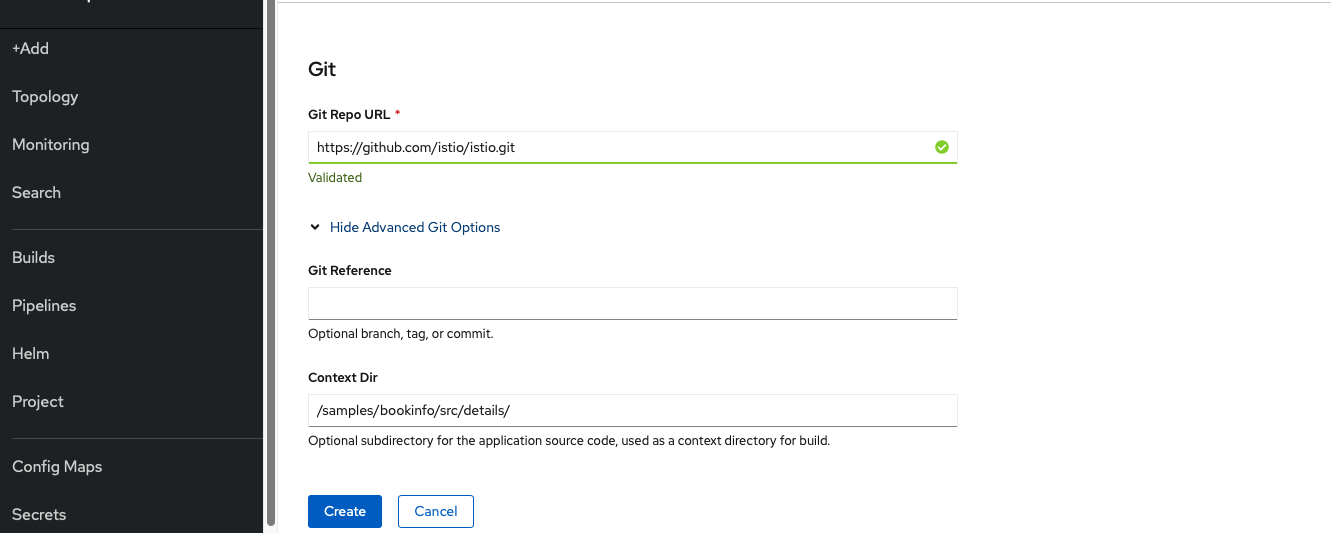 +Add
Topology
Monitoring
Search
Builds
Pipelines
Helm
Project
Config Maps
Secrets
Git
Git Repo URL *
https://github.com/istio/istio.git
Validated
Hide Advanced Git Options
Git Reference
Optional branch, tag, or commit.
Context Dir
/samples/bookinfo/src/details/
Optional subdirectory for the application source code, used as a context directory for build.
Create Cancel